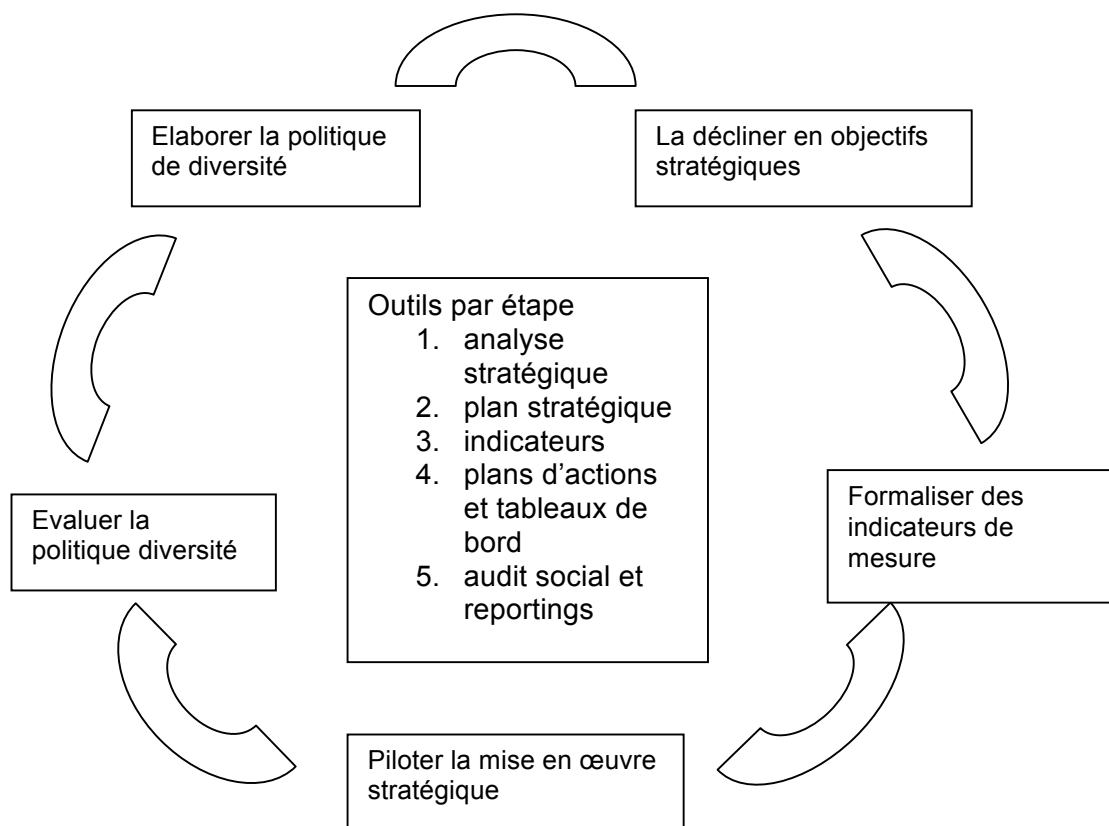 Elaborer la politique
de diversité
La décliner en objectifs
stratégiques
Outils par étape
1. analyse
stratégique
2. plan stratégique
3. indicateurs
4. plans d’actions
et tableaux de
bord
5. audit social et
reportings
Evaluer la
politique diversité
Formaliser des
indicateurs de
mesure
Piloter la mise en œuvre
stratégique